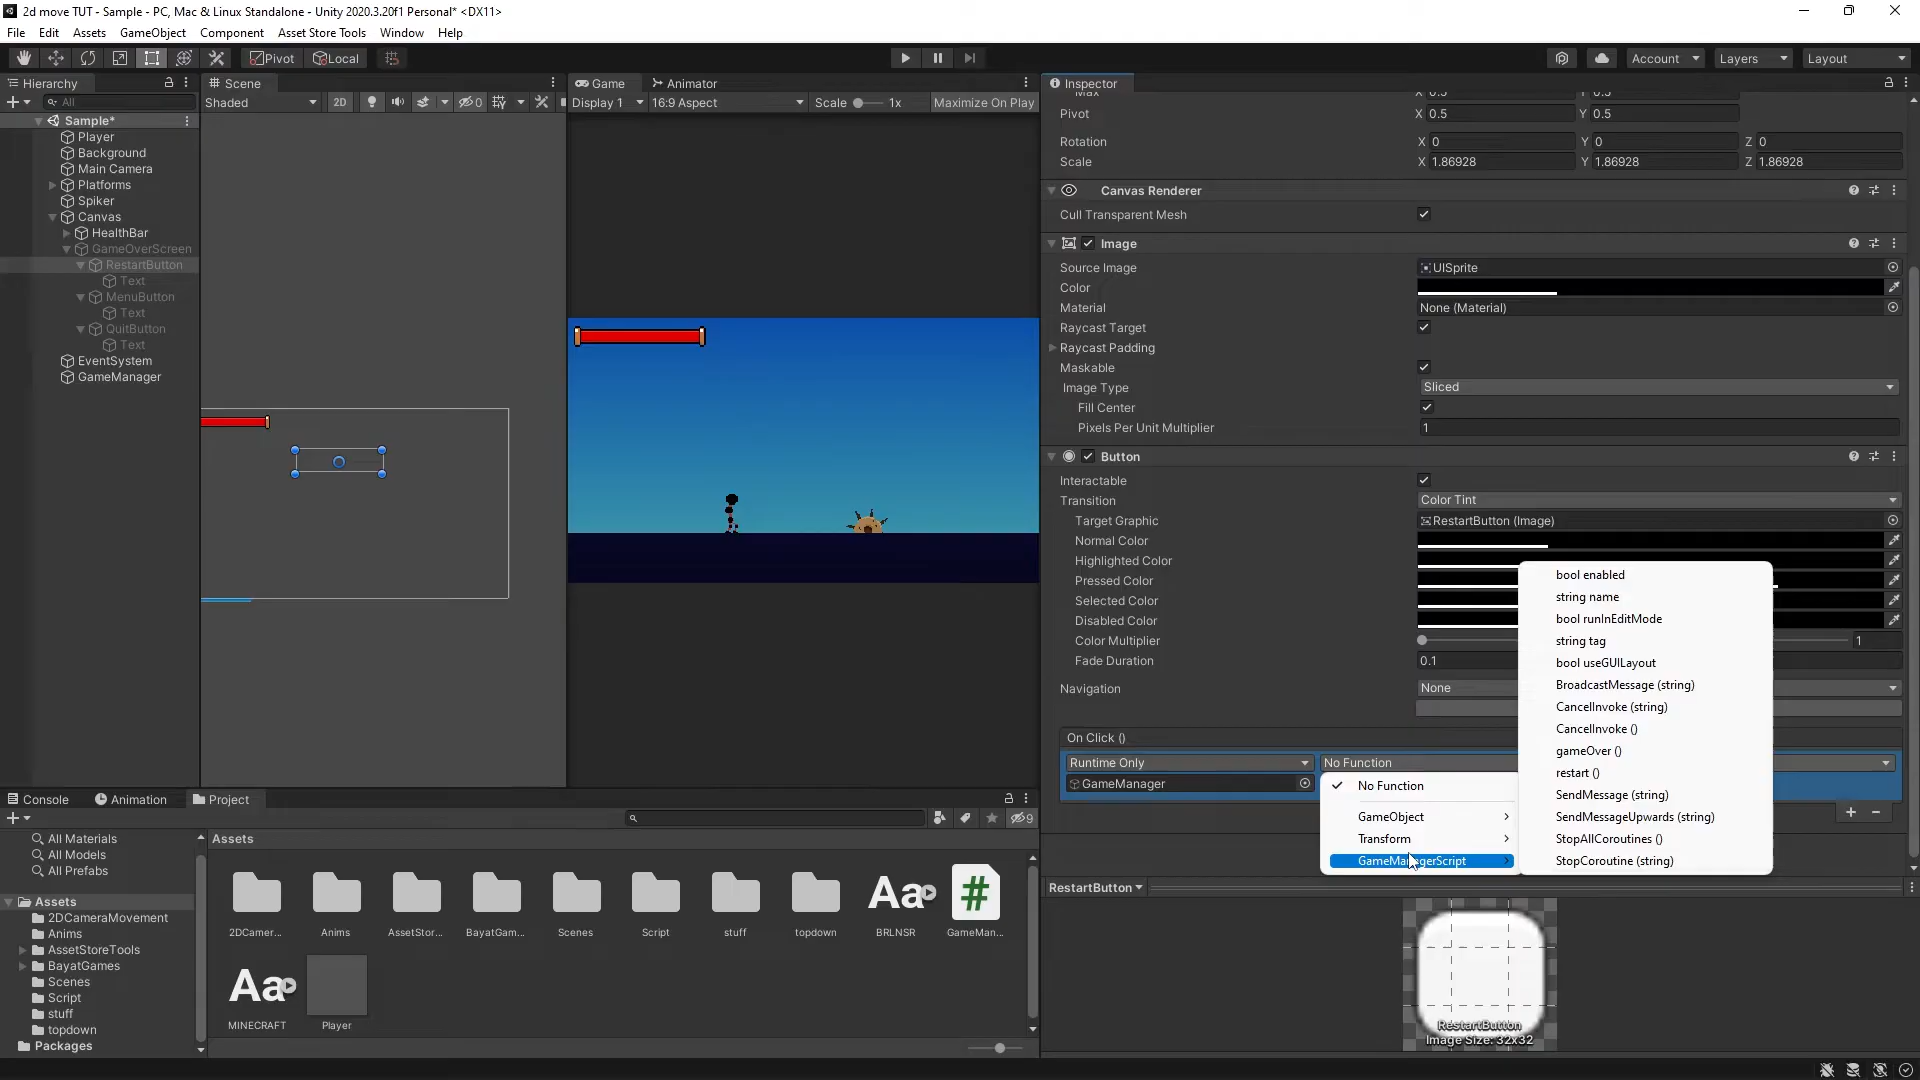 2d move TUT - Sample - PC, Mac & Linux Standalone - Unity 2020.3.20f1 Personal* <DX11>
File Edit Assets GameObject Component Asset Store Tools Window Help
Pivot Local Account Layers Layout
Hierarchy
All
Sample*
Player
Background
Main Camera
Platforms
Spiker
Canvas
HealthBar
GameOverScreen
RestartButton
Text
MenuButton
Text
QuitButton
Text
EventSystem
GameManager
Scene
Shaded 2D 0
Game Animator
Display 1 16:9 Aspect Scale 1x Maximize On Play
Inspector
Max X 0.5 Y 0.5
Pivot X 0.5 Y 0.5
Rotation X 0 Y 0 Z 0
Scale X 1.86928 Y 1.86928 Z 1.86928
Canvas Renderer
Cull Transparent Mesh
Image
Source Image UISprite
Color
Material None (Material)
Raycast Target
Raycast Padding
Maskable
Image Type Sliced
Fill Center
Pixels Per Unit Multiplier 1
Button
Interactable
Transition Color Tint
Target Graphic RestartButton (Image)
Normal Color
Highlighted Color
Pressed Color
Selected Color
Disabled Color
Color Multiplier 1
Fade Duration 0.1
Navigation None
On Click ()
Runtime Only No Function
GameManager
No Function
GameObject
Transform
GameManagerScript
bool enabled
string name
bool runInEditMode
string tag
bool useGUILayout
BroadcastMessage (string)
CancelInvoke (string)
CancelInvoke ()
gameOver ()
restart ()
SendMessage (string)
SendMessageUpwards (string)
StopAllCoroutines ()
StopCoroutine (string)
RestartButton
RestartButton
Image Size: 32x32
Console Animation Project
9
All Materials
All Models
All Prefabs
Assets
2DCameraMovement
Anims
AssetStoreTools
BayatGames
Scenes
Script
stuff
topdown
Packages
Assets
Aa #
2DCamer... Anims AssetStor... BayatGam... Scenes Script stuff topdown BRLNSR GameMan...
Aa
MINECRAFT Player